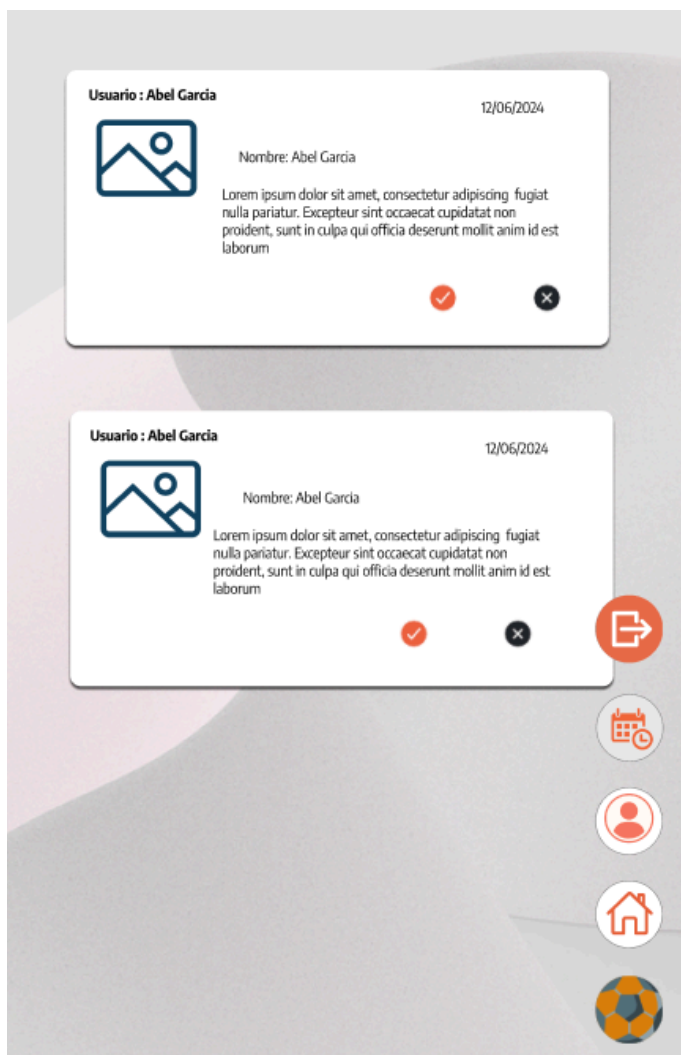 Usuario : Abel Garcia
12/06/2024
Nombre: Abel Garcia
Lorem ipsum dolor sit amet, consectetur adipiscing fugiat
nulla pariatur. Excepteur sint occaecat cupidatat non
proident, sunt in culpa qui officia deserunt mollit anim id est
laborum
Usuario : Abel Garcia
12/06/2024
Nombre: Abel Garcia
Lorem ipsum dolor sit amet, consectetur adipiscing fugiat
nulla pariatur. Excepteur sint occaecat cupidatat non
proident, sunt in culpa qui officia deserunt mollit anim id est
laborum